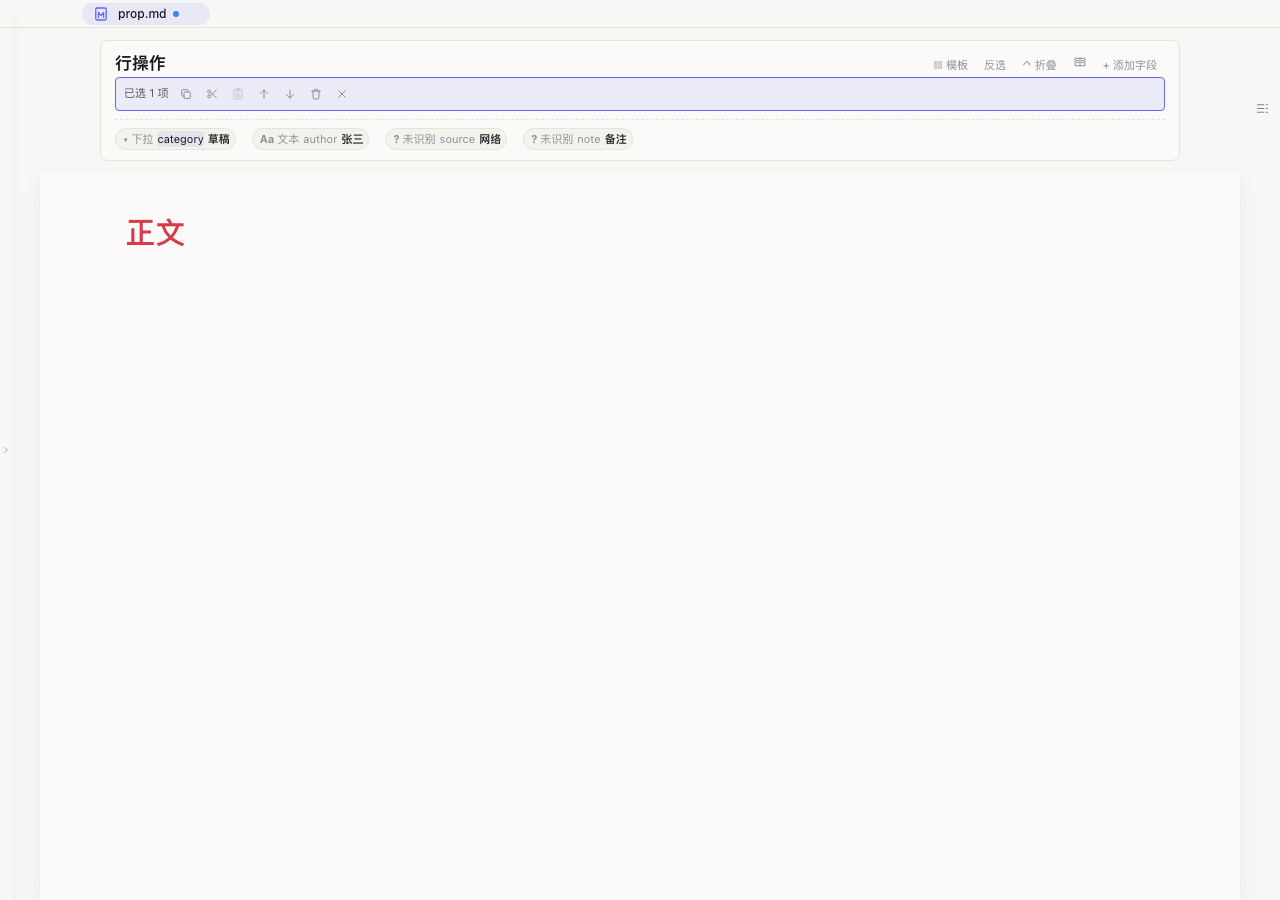 prop.md
行操作
模板 反选 折叠 + 添加字段
已选 1 项
下拉 category 草稿 Aa 文本 author 张三 ? 未识别 source 网络 ? 未识别 note 备注
正文